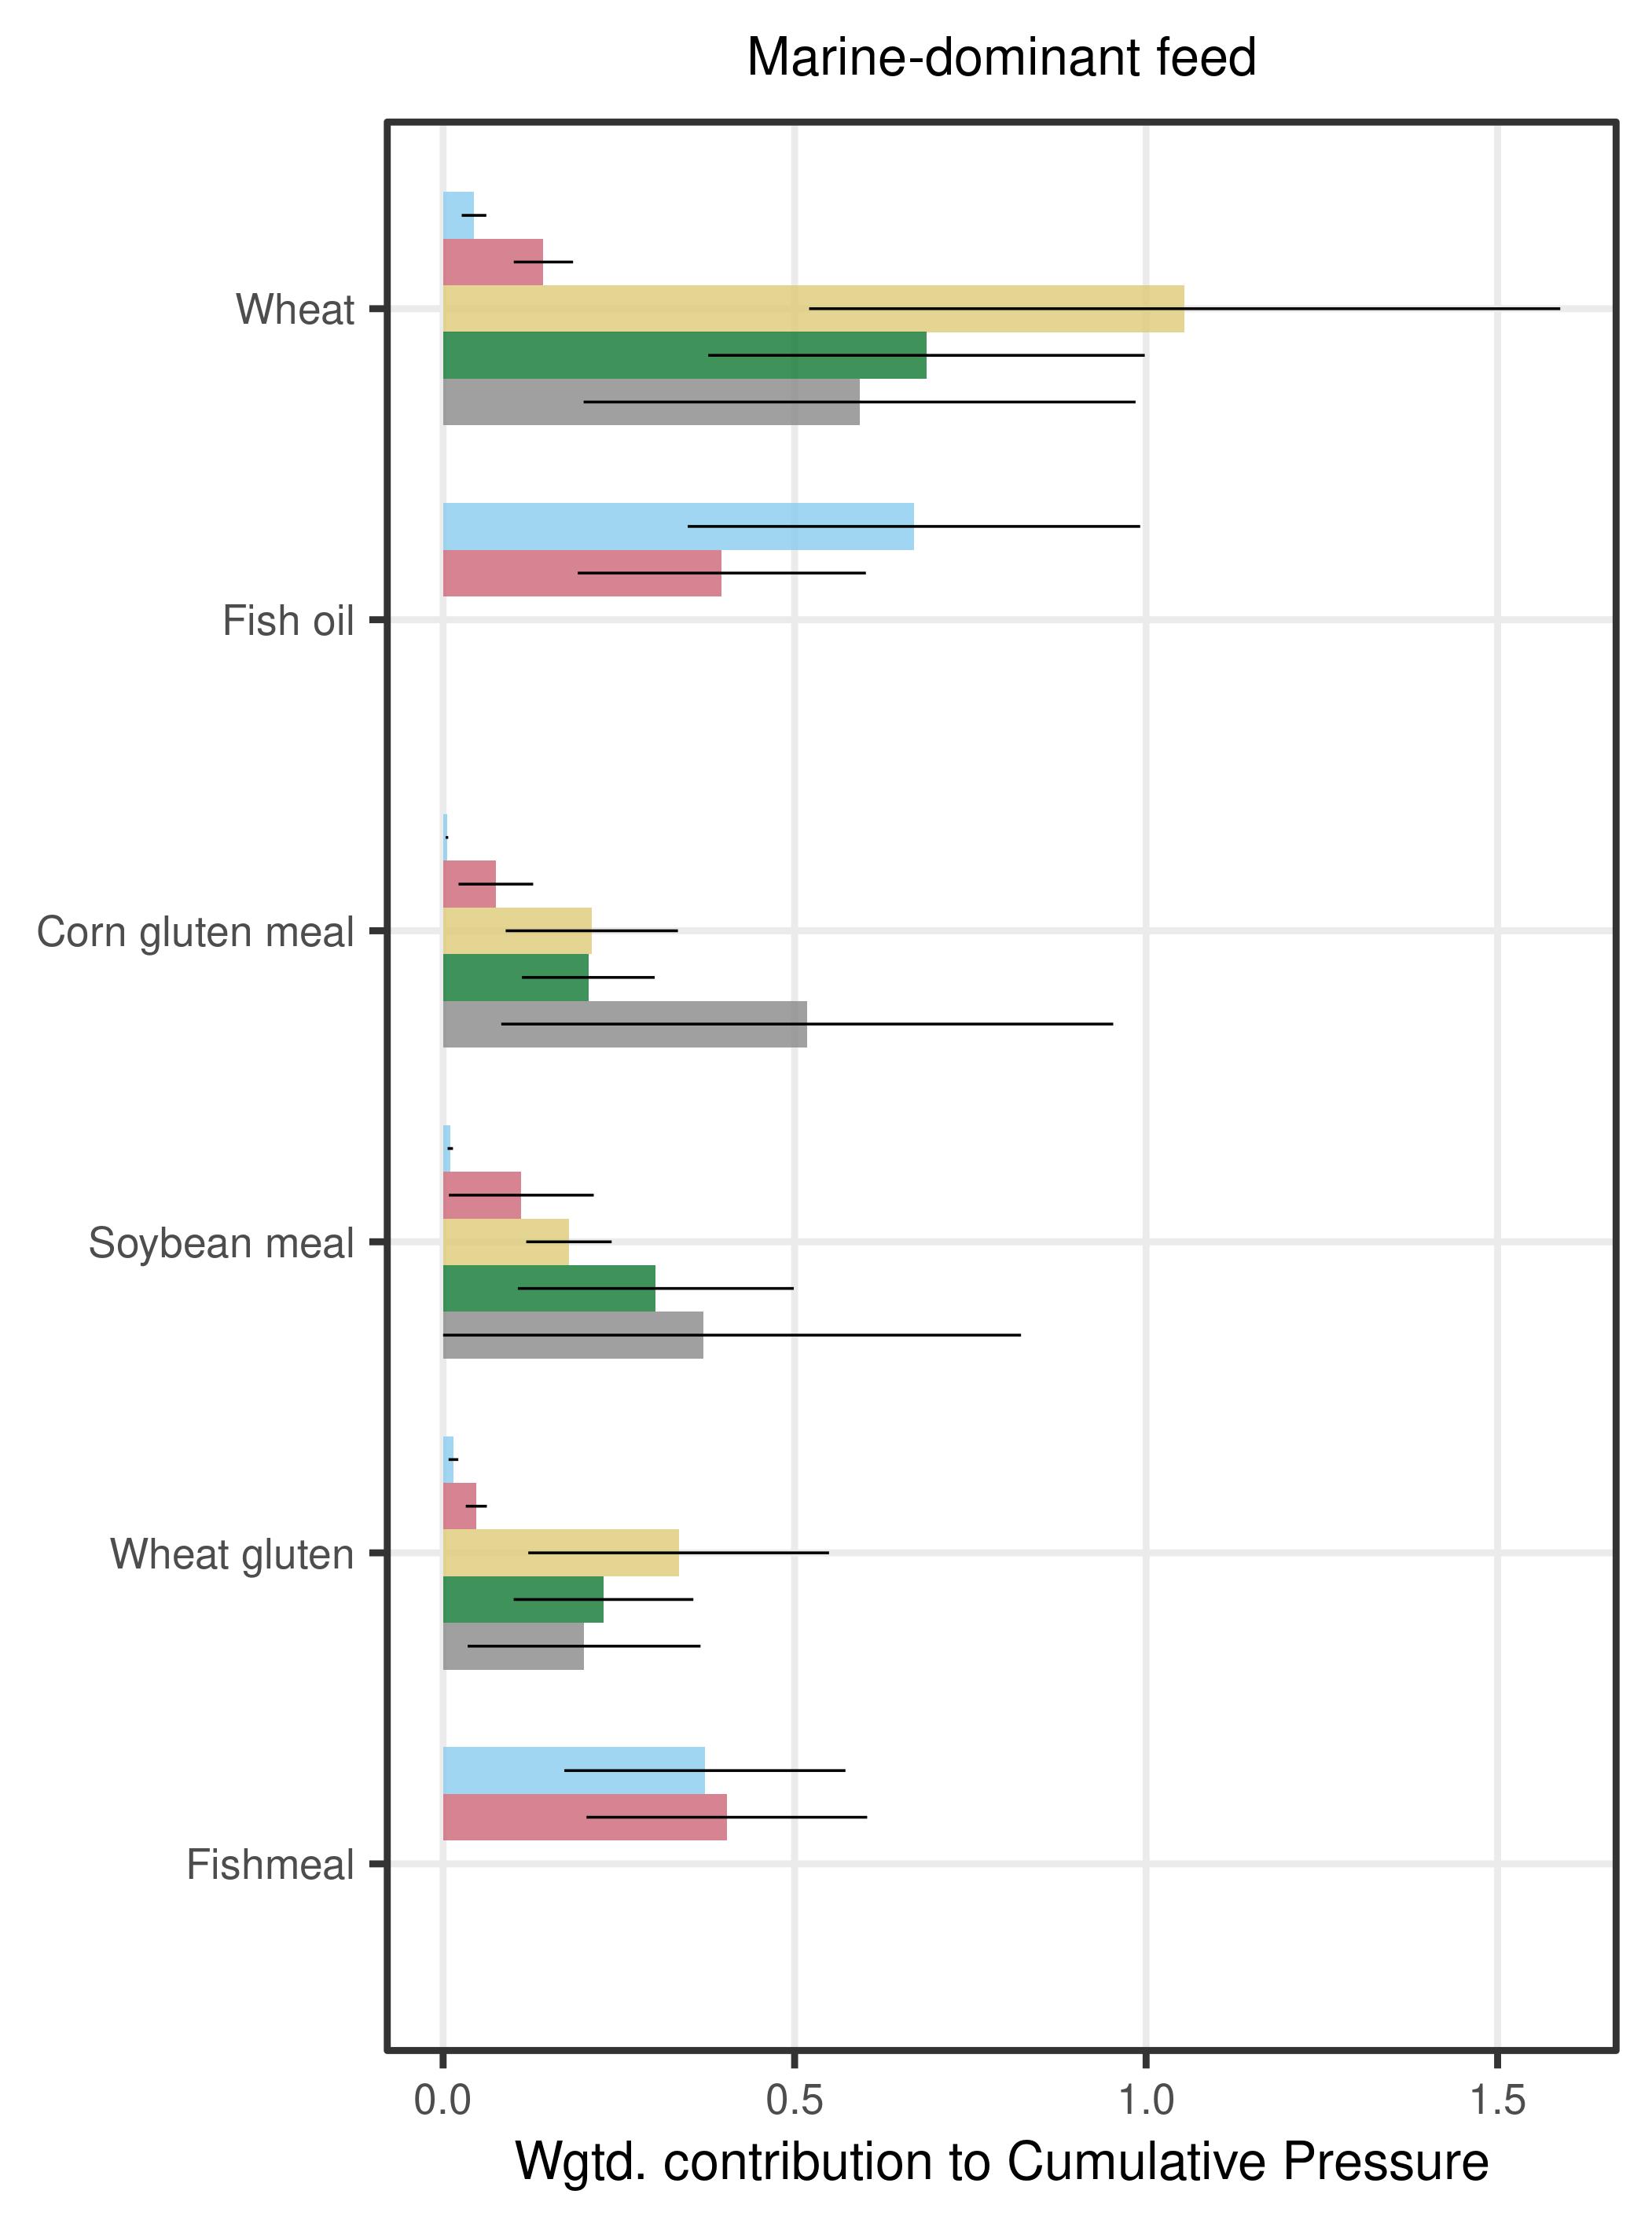 Marine-dominant feed
Wheat
Fish oil
Corn gluten meal
Soybean meal
Wheat gluten
Fishmeal
0.0 0.5 1.0 1.5
Wgtd. contribution to Cumulative Pressure